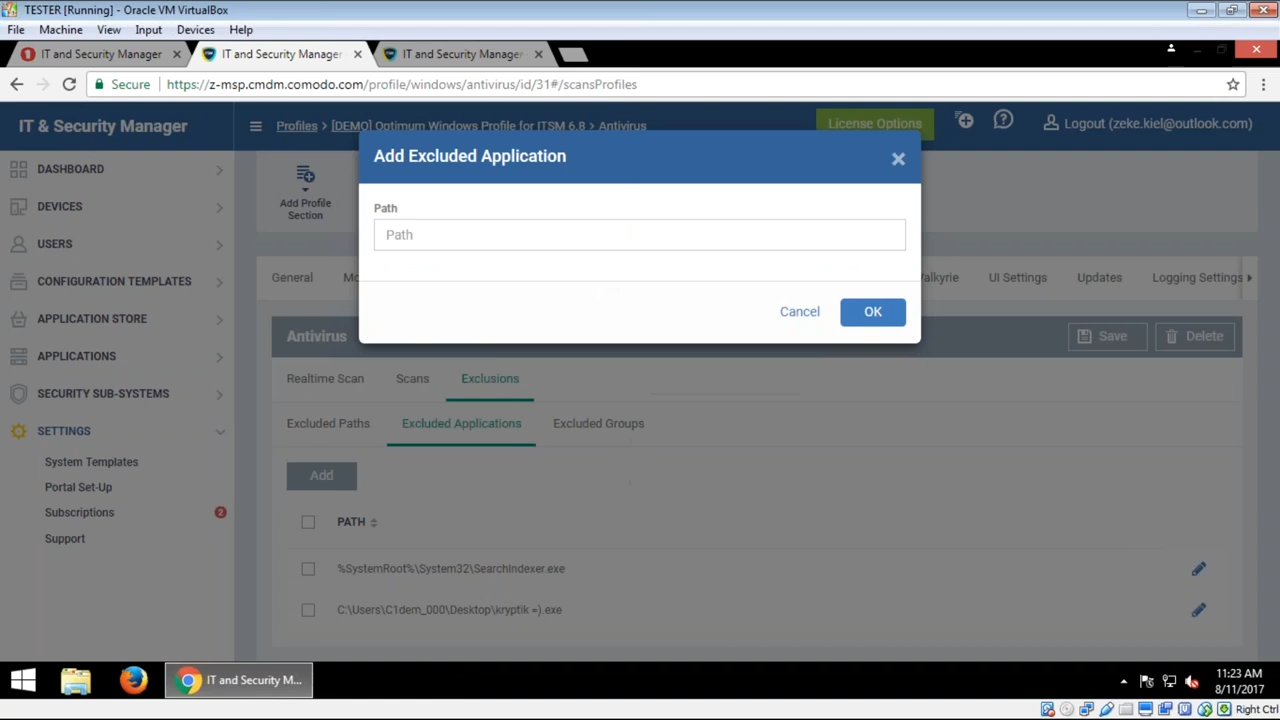 TESTER [Running] - Oracle VM VirtualBox
File Machine View Input Devices Help
IT and Security Manager IT and Security Manager IT and Security Manager
Secure https://z-msp.cmdm.comodo.com/profile/windows/antivirus/id/31#/scansProfiles
IT & Security Manager Profiles > [DEMO] Optimum Windows Profile for ITSM 6.8 > Antivirus License Options Logout (zeke.kiel@outlook.com)
Add Excluded Application
DASHBOARD
DEVICES
USERS
CONFIGURATION TEMPLATES
APPLICATION STORE
APPLICATIONS
SECURITY SUB-SYSTEMS
SETTINGS
System Templates
Portal Set-Up
Subscriptions 2
Support
Add Profile
Section
Path
Path
Cancel OK
General Mo alkyrie UI Settings Updates Logging Settings
Antivirus Save Delete
Realtime Scan Scans Exclusions
Excluded Paths Excluded Applications Excluded Groups
Add
PATH
%SystemRoot%\System32\SearchIndexer.exe
C:\Users\C1dem_000\Desktop\kryptik =).exe
IT and Security M...
11:23 AM
8/11/2017
Right Ctrl